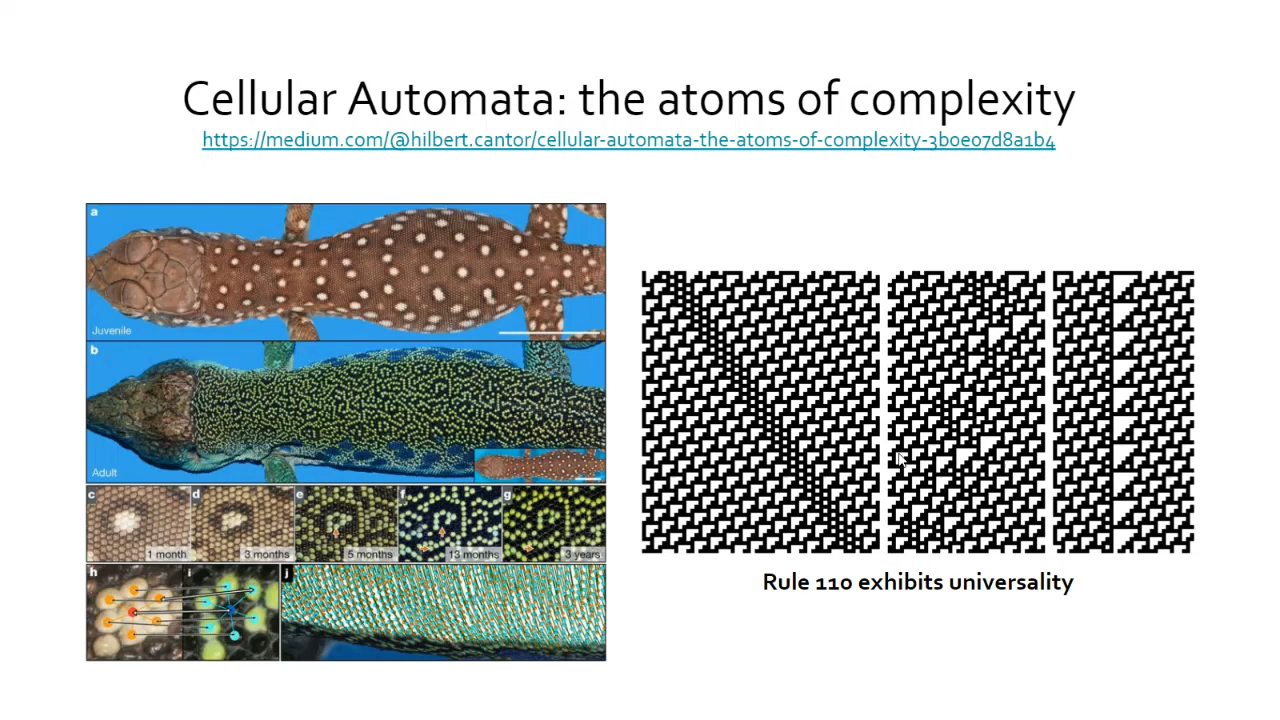 Cellular Automata: the atoms of complexity
https://medium.com/@hilbert.cantor/cellular-automata-the-atoms-of-complexity-3b0e07d8a1b4
a
Juvenile
b
Adult
c
1 month
d
3 months
e
5 months
f
13 months
g
3 years
h
i
j
Rule 110 exhibits universality